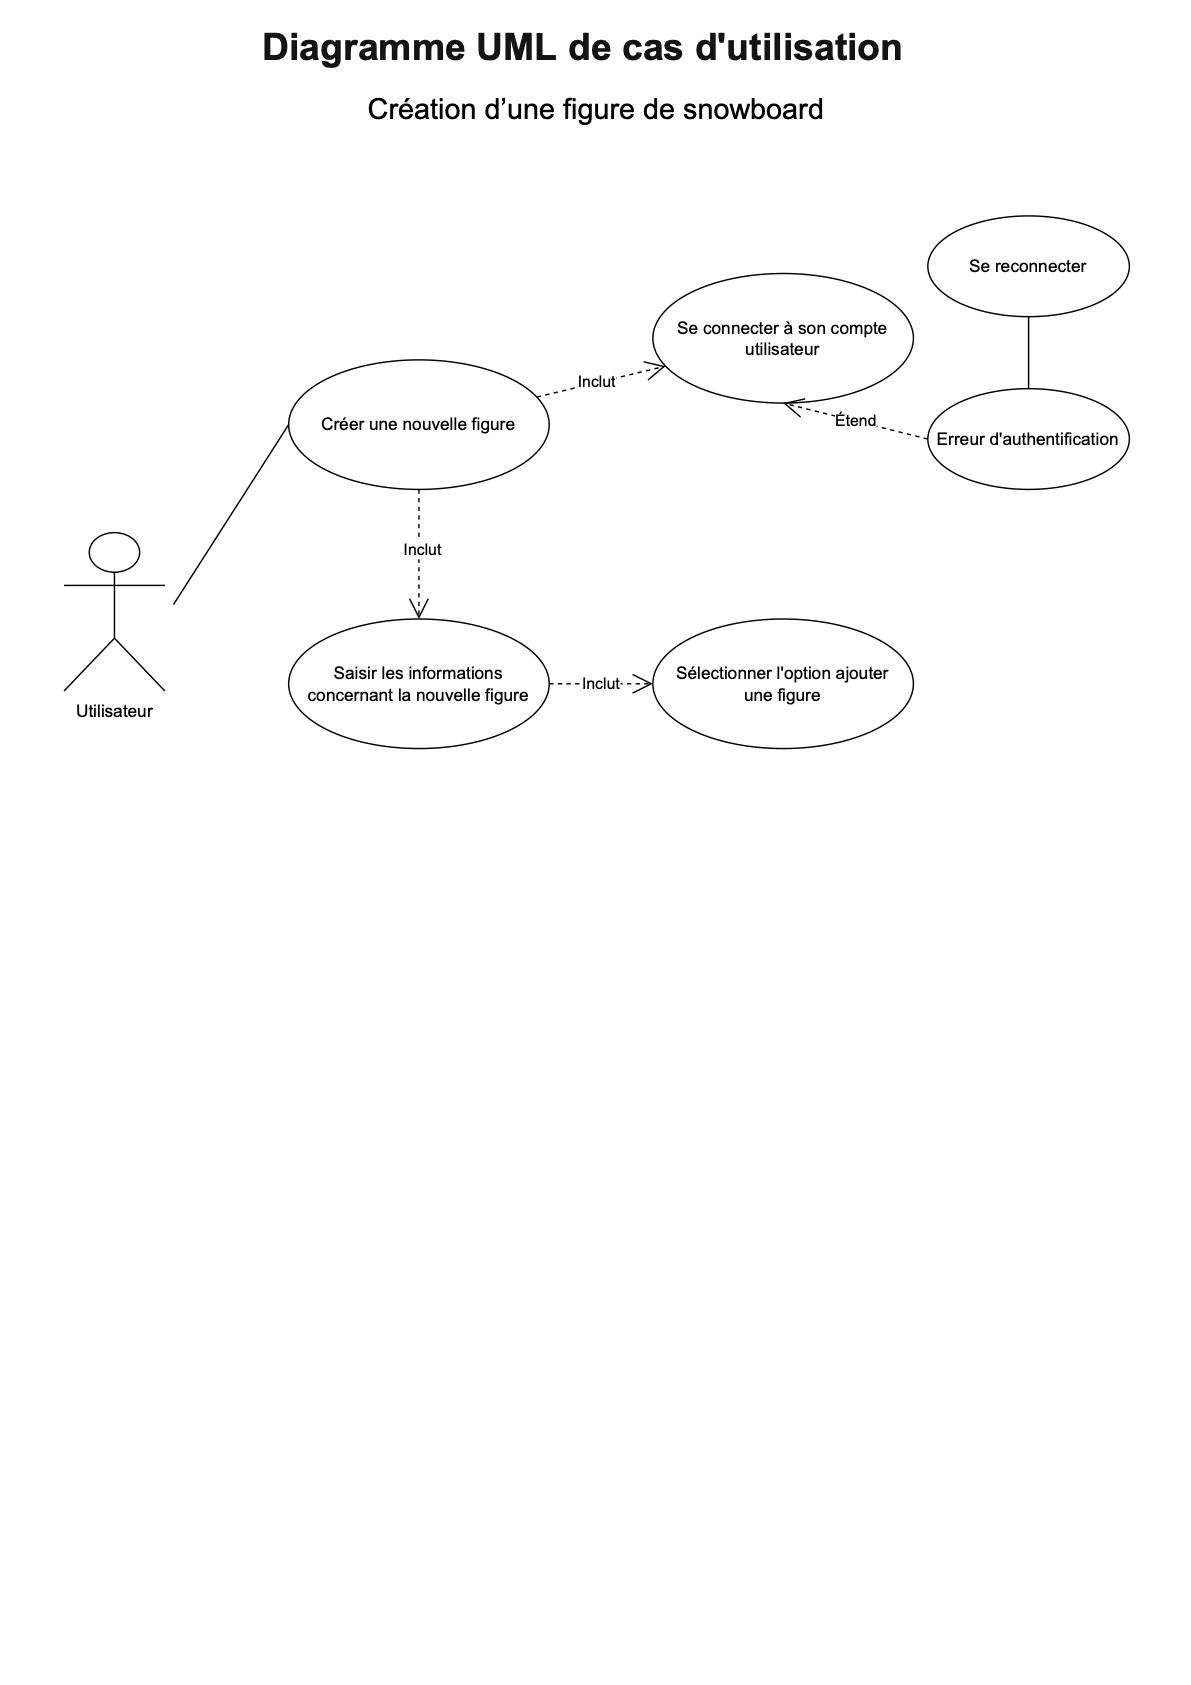 Diagramme UML de cas d'utilisation
Création d’une figure de snowboard
Se reconnecter
Se connecter à son compte
utilisateur
Inclut
Créer une nouvelle figure
Étend
Erreur d'authentification
Inclut
Saisir les informations
concernant la nouvelle figure
Inclut
Sélectionner l'option ajouter
une figure
Utilisateur